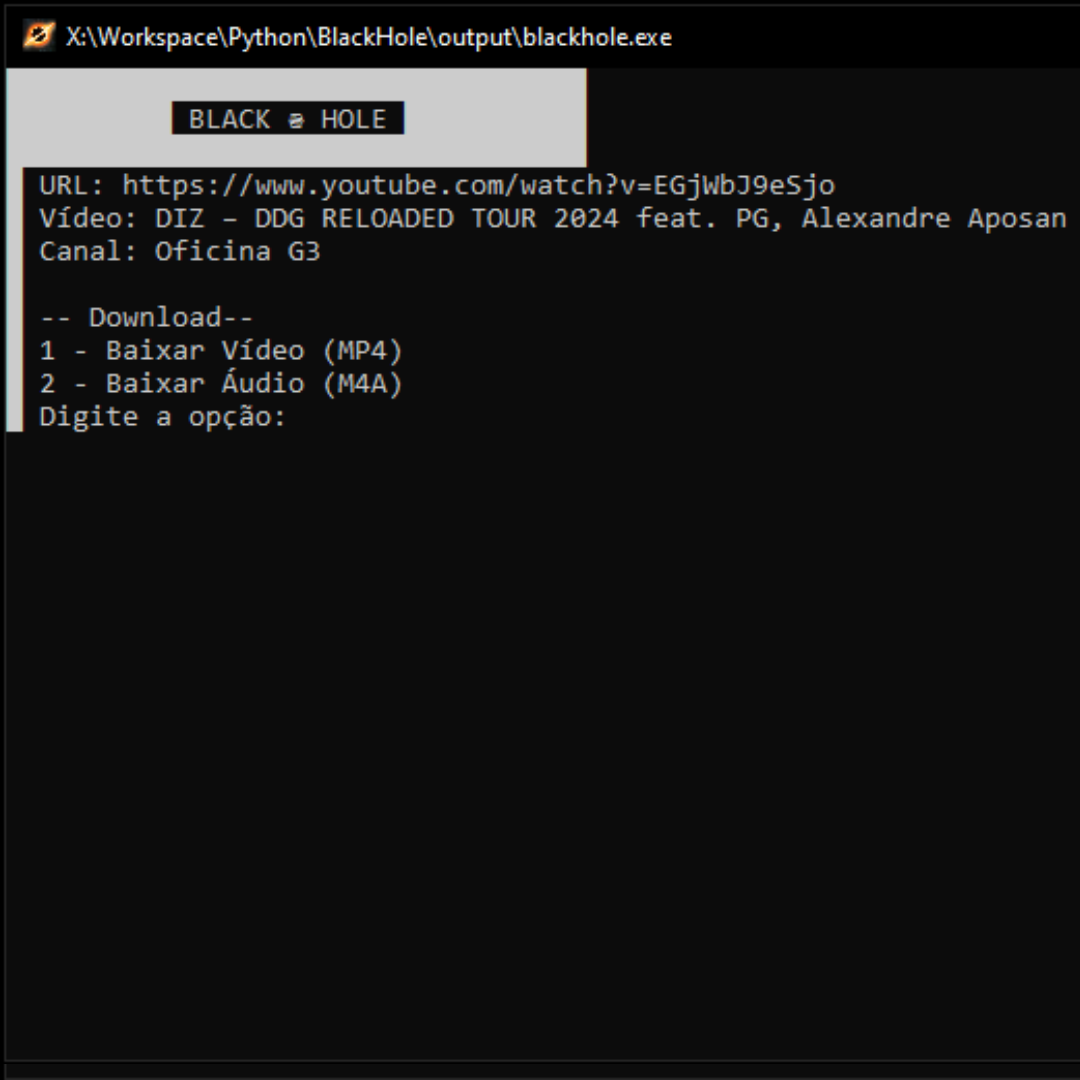 X:\Workspace\Python\BlackHole\output\blackhole.exe
BLACK HOLE
URL: https://www.youtube.com/watch?v=EGjWbJ9eSjo
Vídeo: DIZ – DDG RELOADED TOUR 2024 feat. PG, Alexandre Aposan
Canal: Oficina G3
-- Download--
1 - Baixar Vídeo (MP4)
2 - Baixar Áudio (M4A)
Digite a opção: